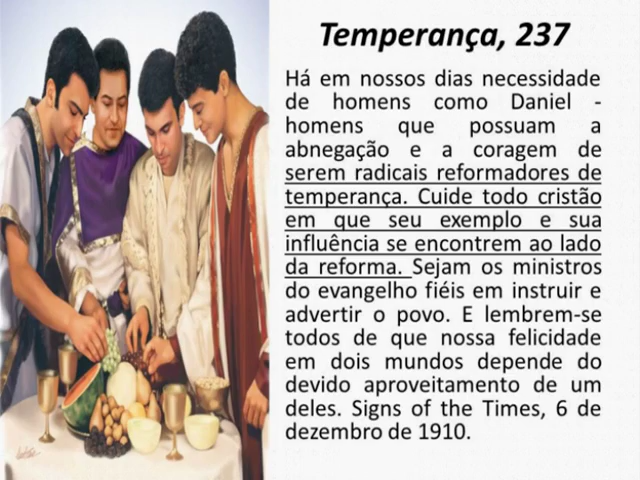 Temperança, 237
Há em nossos dias necessidade
de homens como Daniel -
homens que possuam a
abnegação e a coragem de
serem radicais reformadores de
temperança. Cuide todo cristão
em que seu exemplo e sua
influência se encontrem ao lado
da reforma. Sejam os ministros
do evangelho fiéis em instruir e
advertir o povo. E lembrem-se
todos de que nossa felicidade
em dois mundos depende do
devido aproveitamento de um
deles. Signs of the Times, 6 de
dezembro de 1910.